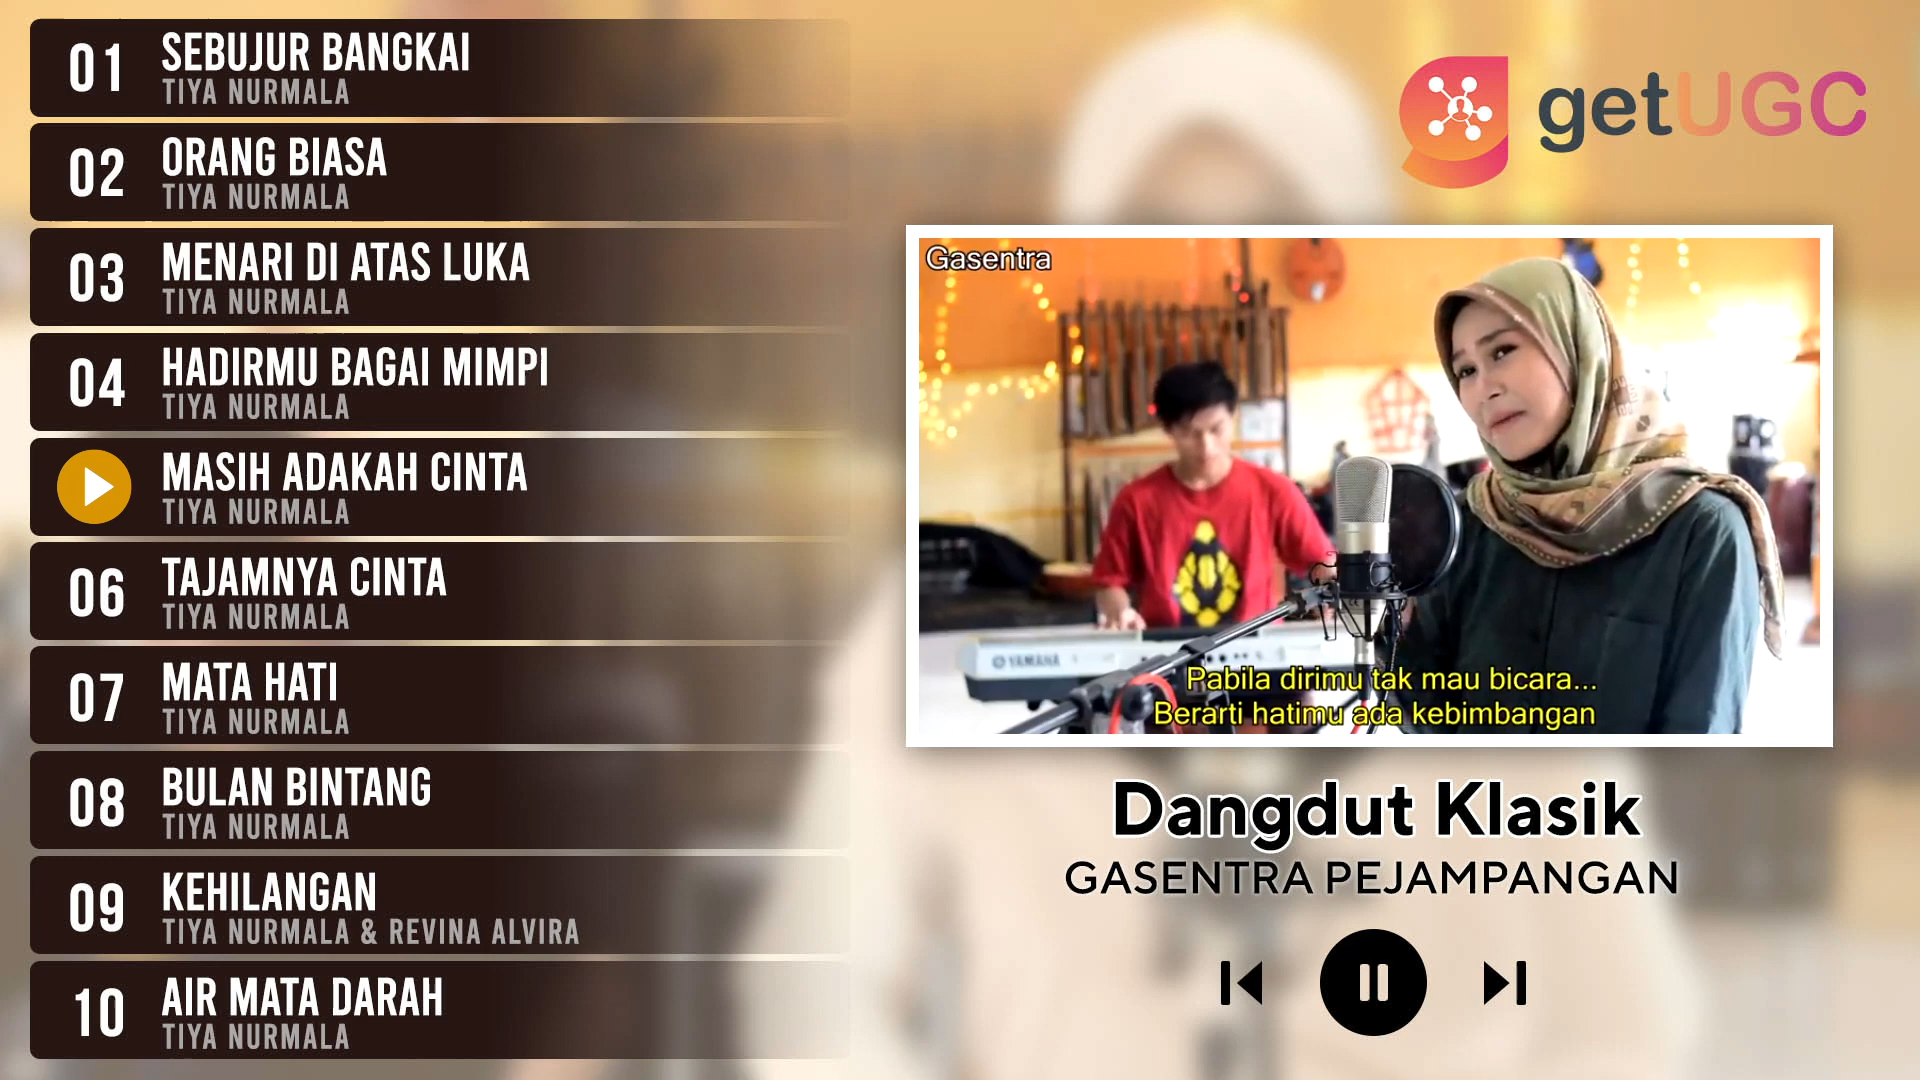 01
SEBUJUR BANGKAI
TIYA NURMALA
02
ORANG BIASA
TIYA NURMALA
03
MENARI DI ATAS LUKA
TIYA NURMALA
04
HADIRMU BAGAI MIMPI
TIYA NURMALA
MASIH ADAKAH CINTA
TIYA NURMALA
06
TAJAMNYA CINTA
TIYA NURMALA
07
MATA HATI
TIYA NURMALA
08
BULAN BINTANG
TIYA NURMALA
09
KEHILANGAN
TIYA NURMALA & REVINA ALVIRA
10
AIR MATA DARAH
TIYA NURMALA
getUGC
Gasentra
YAMAHA
Pabila dirimu tak mau bicara...
Berarti hatimu ada kebimbangan
Dangdut Klasik
GASENTRA PEJAMPANGAN